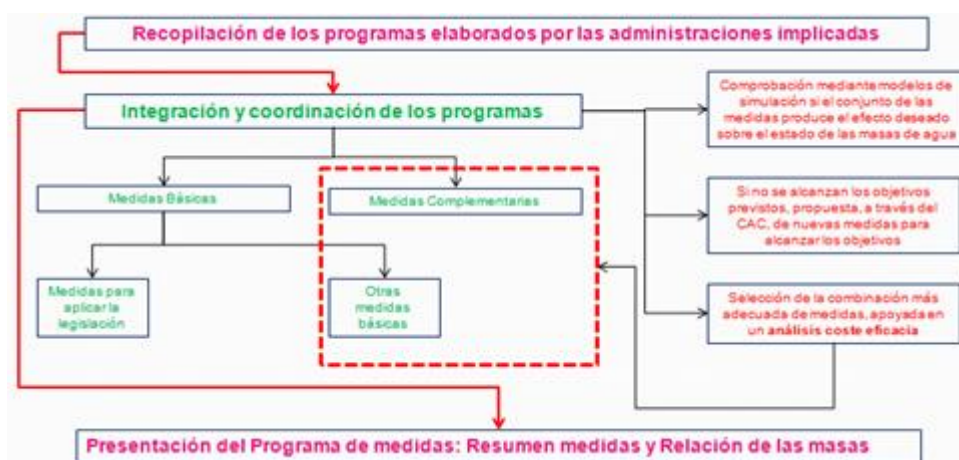 Recopilación de los programas elaborados por las administraciones implicadas
Integración y coordinación de los programas
Comprobación mediante modelos de
simulación si el conjunto de las
medidas produce el efecto deseado
sobre el estado de las masas de agua
Medidas Básicas
Medidas Complementarias
Si no se alcanzan los objetivos
previstos, propuesta, a través del
CAC, de nuevas medidas para
alcanzar los objetivos
Medidas para
aplicar la
legislación
Otras
medidas
básicas
Selección de la combinación más
adecuada de medidas, apoyada en
un análisis coste eficacia
Presentación del Programa de medidas: Resumen medidas y Relación de las masas